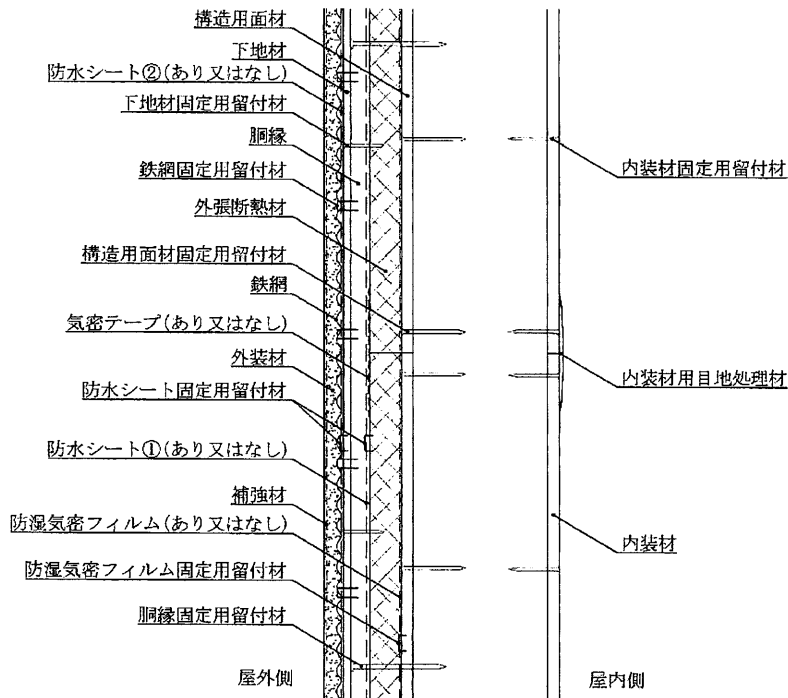 構造用面材
下地材
防水シート②(あり又はなし)
下地材固定用留付材
胴縁
鉄網固定用留付材
外張断熱材
構造用面材固定用留付材
鉄網
気密テープ(あり又はなし)
外装材
防水シート固定用留付材
防水シート①(あり又はなし)
補強材
防湿気密フィルム(あり又はなし)
防湿気密フィルム固定用留付材
胴縁固定用留付材
屋外側
内装材固定用留付材
内装材用目地処理材
内装材
屋内側